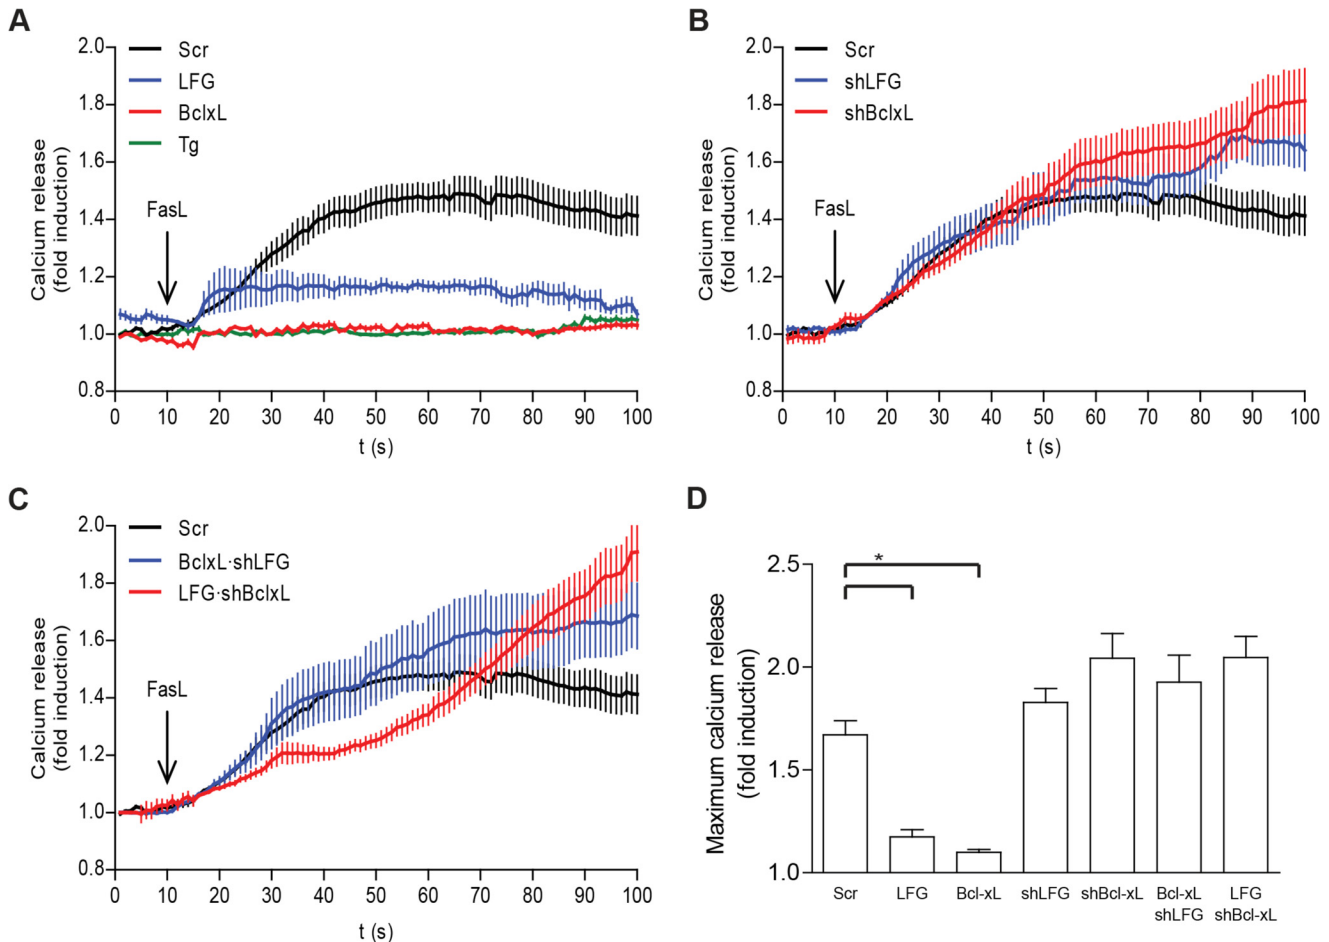 A
Calcium release
(fold induction)
2.0
1.8
1.6
1.4
1.2
1.0
0.8
Scr
LFG
BclxL
Tg
FasL
0 10 20 30 40 50 60 70 80 90 100
t (s)
B
Calcium release
(fold induction)
2.0
1.8
1.6
1.4
1.2
1.0
0.8
Scr
shLFG
shBclxL
FasL
0 10 20 30 40 50 60 70 80 90 100
t (s)
C
Calcium release
(fold induction)
2.0
1.8
1.6
1.4
1.2
1.0
0.8
Scr
BclxL·shLFG
LFG·shBclxL
FasL
0 10 20 30 40 50 60 70 80 90 100
t (s)
D
Maximum calcium release
(fold induction)
2.5
2.0
1.5
1.0
*
Scr LFG Bcl-xL shLFG shBcl-xL Bcl-xL LFG
shLFG shBcl-xL